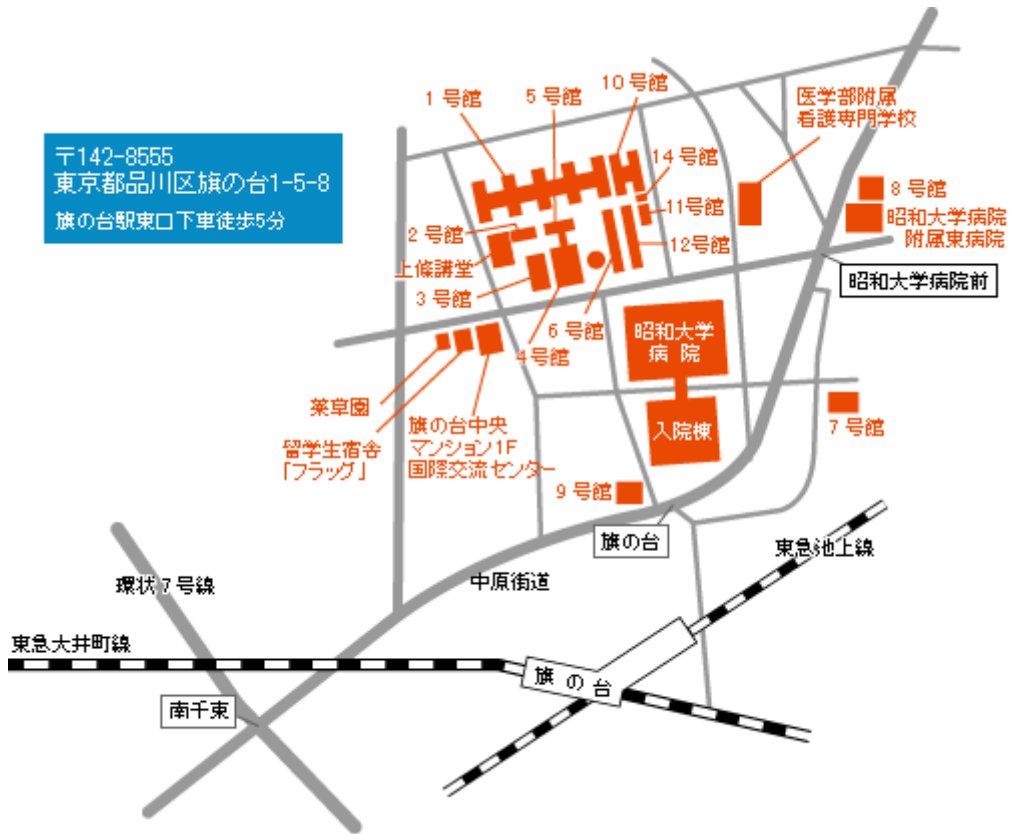 〒142-8555
東京都品川区旗の台1-5-8
旗の台駅東口下車徒歩5分
1 号館
5 号館
10 号館
医学部附属
看護専門学校
14 号館
8 号館
11号館
昭和大学病院
附属東病院
2 号館
12号館
上條講堂
昭和大学病院前
3 号館
6 号館
昭和大学
病 院
4 号館
薬草園
旗の台中央
マンション1F
国際交流センター
入院棟
7 号館
留学生宿舎
「フラッグ」
9 号館
旗の台
東急池上線
環状7号線
中原街道
東急大井町線
旗 の 台
南千束